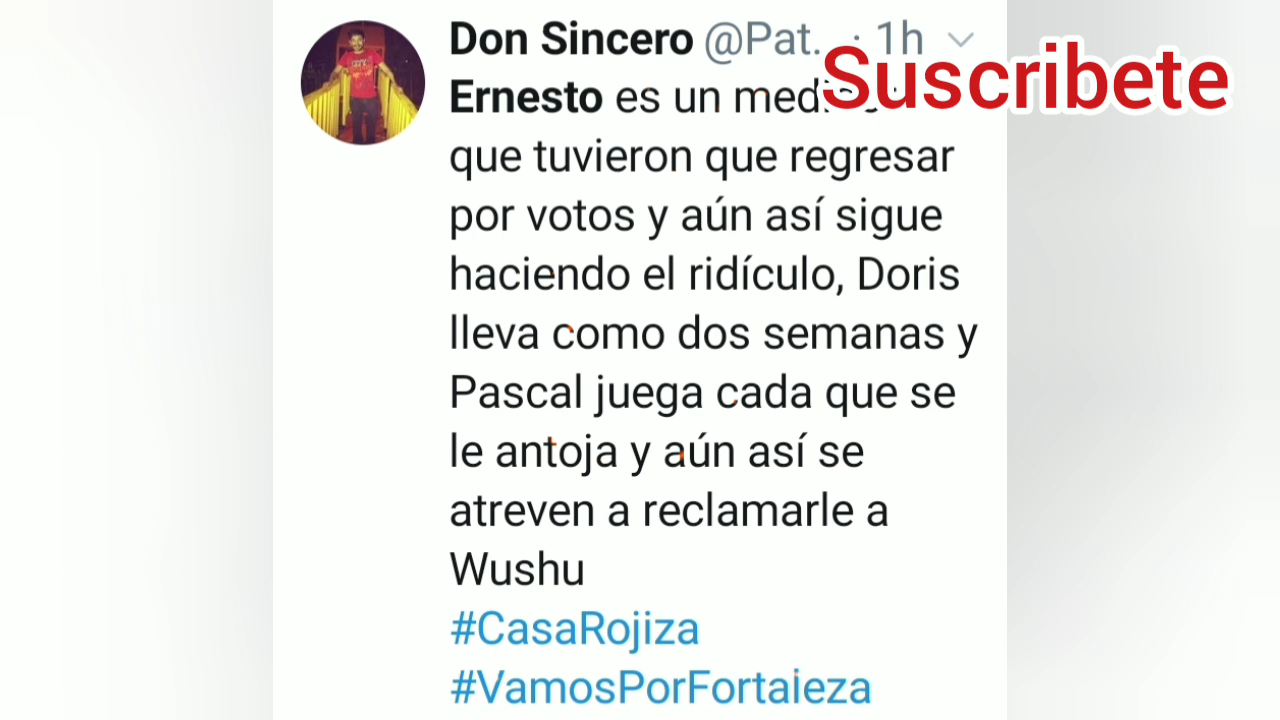 Don Sincero @Pat. · 1h
Suscribete
Ernesto es un
que tuvieron que regresar
por votos y aún así sigue
haciendo el ridículo, Doris
lleva como dos semanas y
Pascal juega cada que se
le antoja y aún así se
atreven a reclamarle a
Wushu
#CasaRojiza
#VamosPorFortaleza